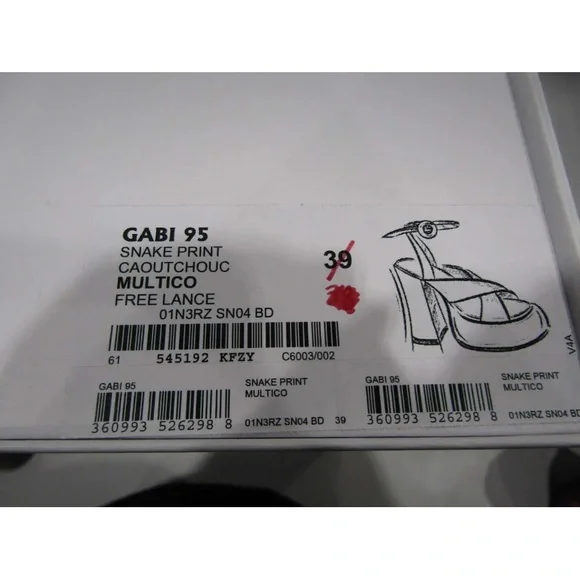 GABI 95
SNAKE PRINT
CAOUTCHOUC
MULTICO
FREE LANCE
01N3RZ SN04 BD
39
61 545192 KFZY C6003/002
V4A
GABI 95
SNAKE PRINT
MULTICO
360993 526298 8
01N3RZ SN04 BD 39
GABI 95
SNAKE PRINT
MULTICO
360993 526298 8
01N3RZ SN04 BD